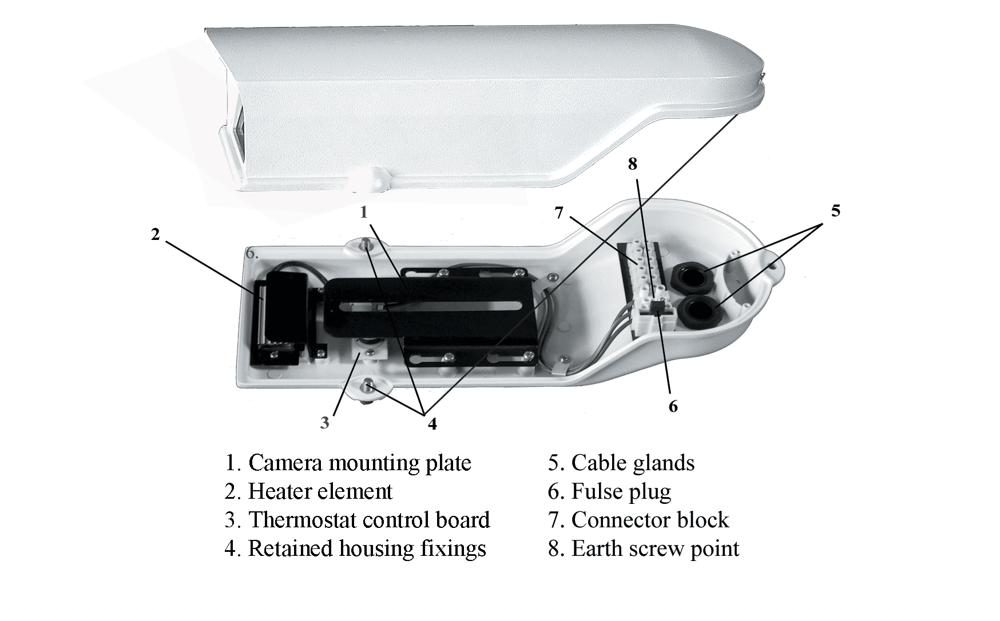 8
1
7
5
2
6.
3
4
6
1. Camera mounting plate
2. Heater element
3. Thermostat control board
4. Retained housing fixings
5. Cable glands
6. Fulse plug
7. Connector block
8. Earth screw point